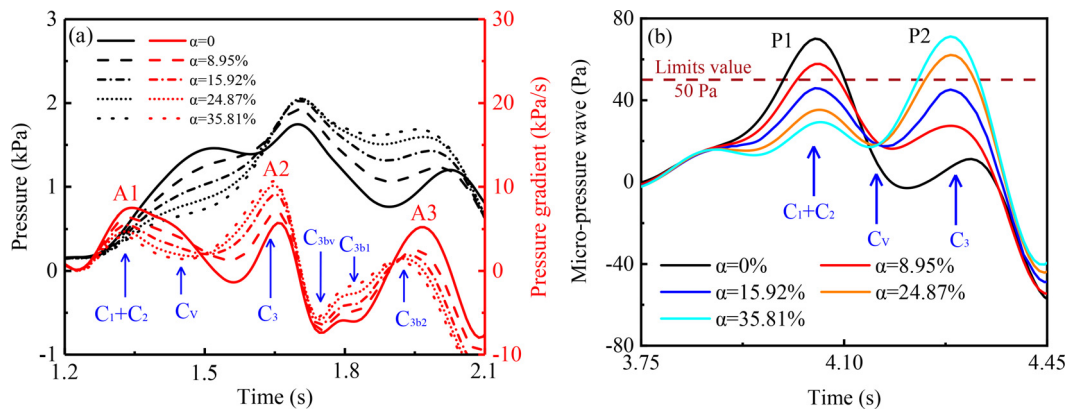 (a)
α=0
α=8.95%
α=15.92%
α=24.87%
α=35.81%
A1
A2
A3
C1+C2
CV
C3
C3bv
C3b1
C3b2
3
2
1
0
-1
Pressure (kPa)
30
20
10
0
-10
Pressure gradient (kPa/s)
1.2
1.5
1.8
2.1
Time (s)
(b)
P1
P2
Limits value
50 Pa
C1+C2
CV
C3
α=0%
α=8.95%
α=15.92%
α=24.87%
α=35.81%
80
40
0
-40
-80
Micro-pressure wave (Pa)
3.75
4.10
4.45
Time (s)